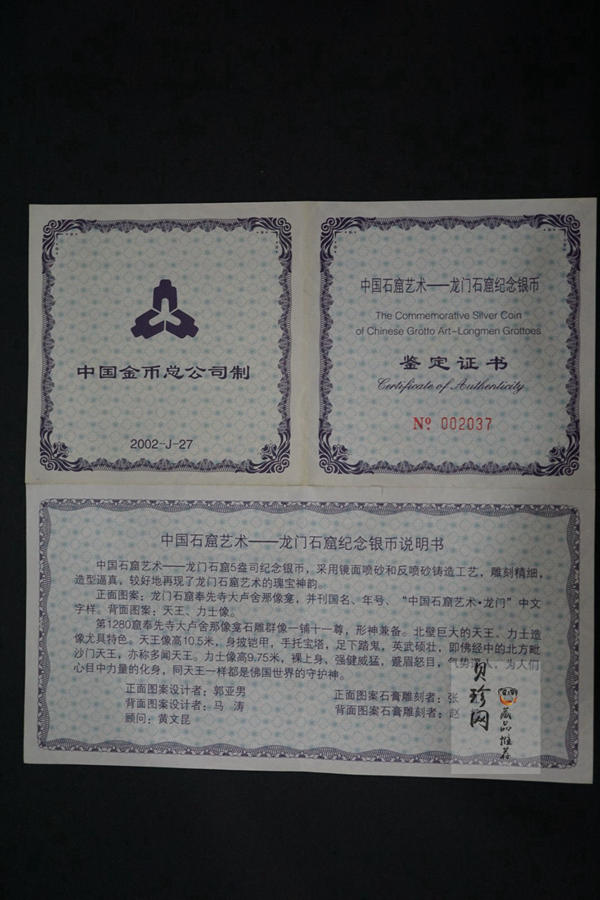 中国金币总公司制
2002-J-27
中国石窟艺术——龙门石窟纪念银币
The Commemorative Silver Coin
of Chinese Grotto Art-Longmen Grottoes
鉴定证书
Certificate of Authenticity
Nº 002037
中国石窟艺术——龙门石窟纪念银币说明书
中国石窟艺术——龙门石窟5盎司纪念银币，采用镜面喷砂和反喷砂铸造工艺，雕刻精细，
造型逼真，较好地再现了龙门石窟艺术的瑰宝神韵。
正面图案：龙门石窟奉先寺大卢舍那像龛，并刊国名、年号、“中国石窟艺术·龙门”中文
字样。背面图案：天王、力士像。
第1280窟奉先寺大卢舍那像龛石雕群像一铺十一尊，形神兼备。北壁巨大的天王、力士造
像尤具特色。天王像高10.5米，身披铠甲，手托宝塔，足下踏鬼，英武硕壮，即佛经中的北方毗
沙门天王，亦称多闻天王。力士像高9.75米，裸上身、强健威猛，蹙眉怒目，气势 人，为人们
心目中力量的化身，同天王一样都是佛国世界的守护神。
正面图案设计者：郭亚男
正面图案石膏雕刻者：张
背面图案设计者：马 涛
背面图案石膏雕刻者：赵
顾问：黄文昆
贝珍网
藏品推荐